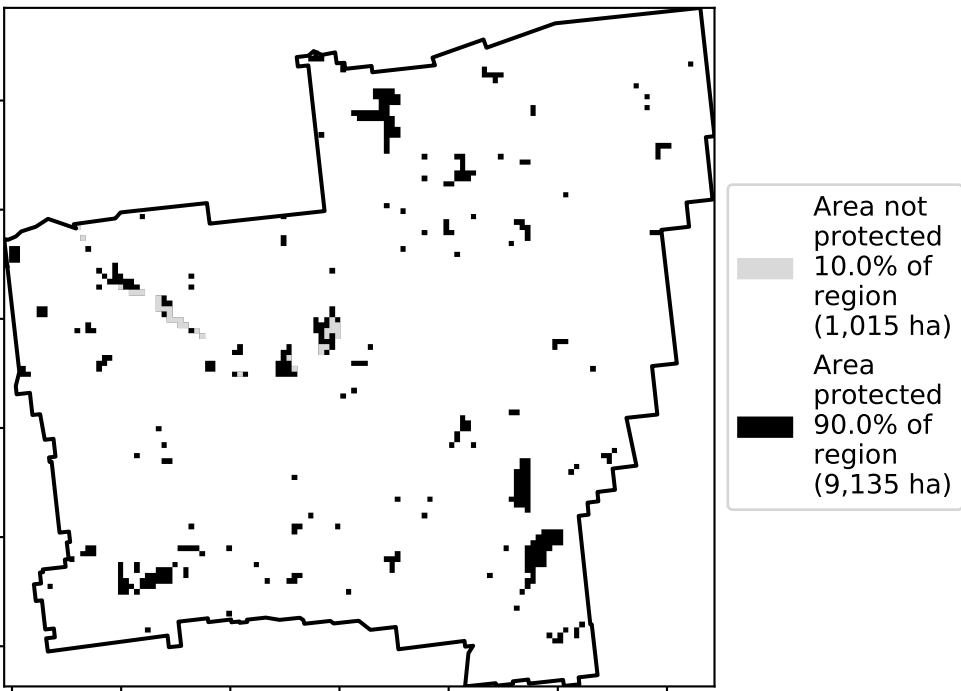 Area not
protected
10.0% of
region
(1,015 ha)
Area
protected
90.0% of
region
(9,135 ha)